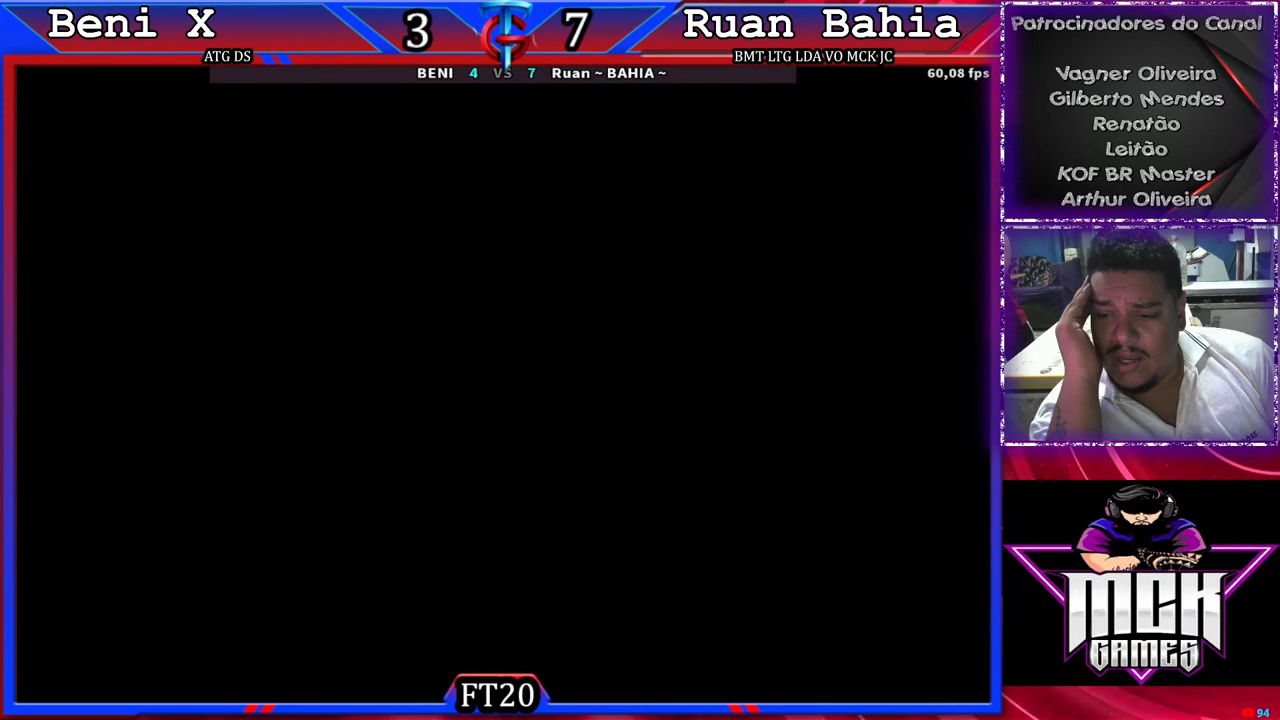 Beni X
3
7
Ruan Bahia
ATG DS
BMT LTG LDA VO MCK JC
BENI 4 VS 7 Ruan ~ BAHIA ~
60,08 fps
Patrocinadores do Canal
Vagner Oliveira
Gilberto Mendes
Renatão
Leitão
KOF BR Master
Arthur Oliveira
MCK
GAMES
FT20
94